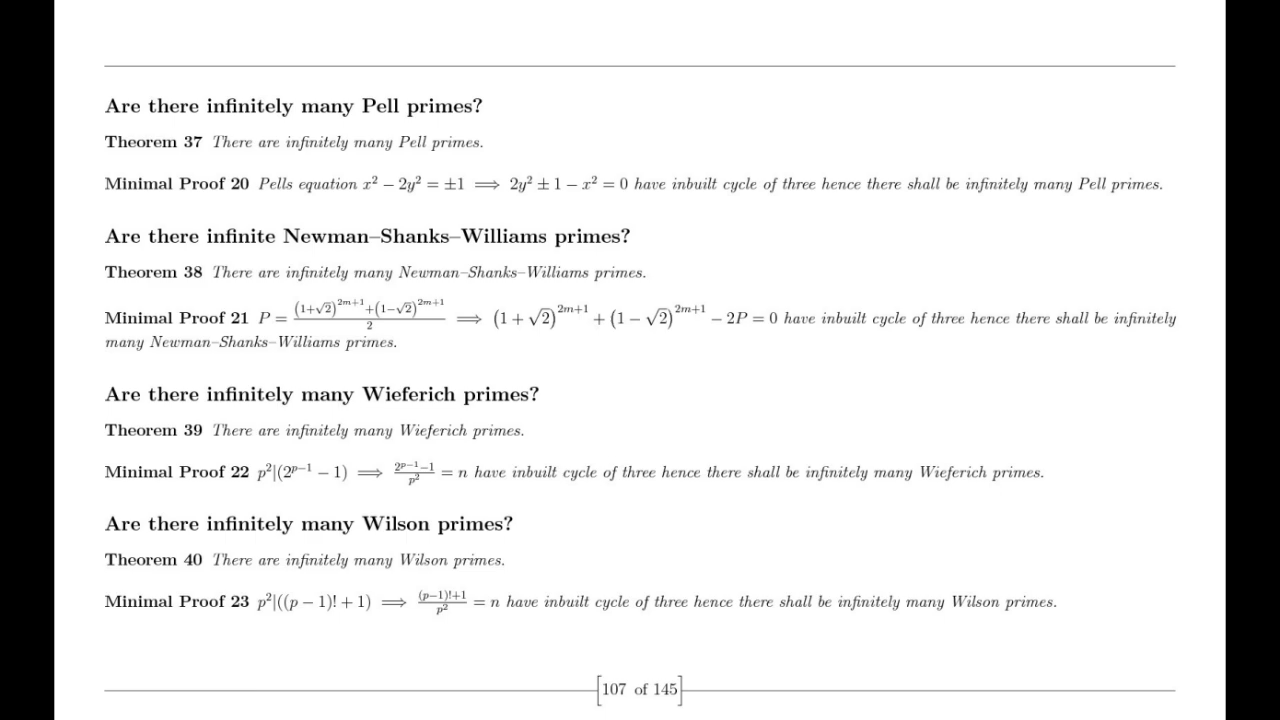 Are there infinitely many Pell primes?
Theorem 37 There are infinitely many Pell primes.
Minimal Proof 20 Pells equation x² − 2y² = ±1 ⟹ 2y² ± 1 − x² = 0 have inbuilt cycle of three hence there shall be infinitely many Pell primes.
Are there infinite Newman–Shanks–Williams primes?
Theorem 38 There are infinitely many Newman–Shanks–Williams primes.
Minimal Proof 21 P = ((1+√2)^{2m+1}+(1−√2)^{2m+1})/2 ⟹ (1 + √2)^{2m+1} + (1 − √2)^{2m+1} − 2P = 0 have inbuilt cycle of three hence there shall be infinitely
many Newman–Shanks–Williams primes.
Are there infinitely many Wieferich primes?
Theorem 39 There are infinitely many Wieferich primes.
Minimal Proof 22 p²|(2^{p−1} − 1) ⟹ (2^{p−1}−1)/p² = n have inbuilt cycle of three hence there shall be infinitely many Wieferich primes.
Are there infinitely many Wilson primes?
Theorem 40 There are infinitely many Wilson primes.
Minimal Proof 23 p²|((p − 1)! + 1) ⟹ ((p−1)!+1)/p² = n have inbuilt cycle of three hence there shall be infinitely many Wilson primes.
[107 of 145]